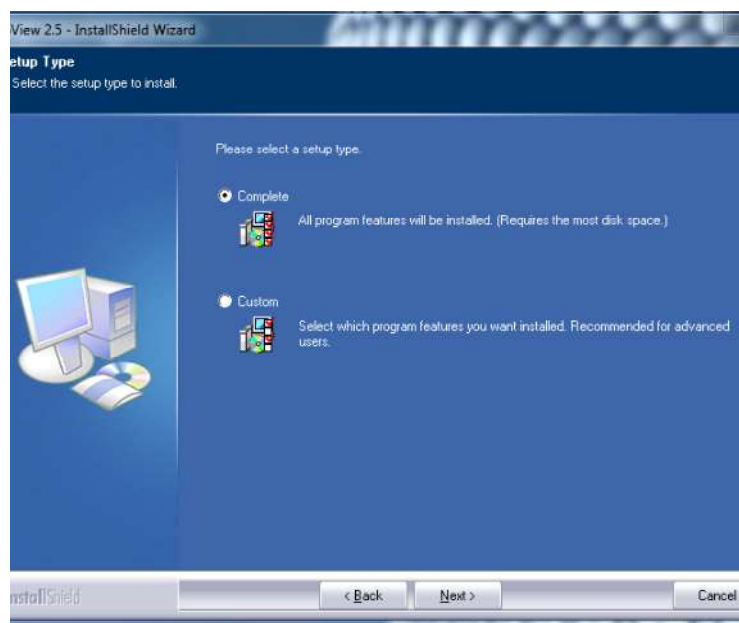 View 2.5 - InstallShield Wizard
etup Type
Select the setup type to install.
Please select a setup type.
Complete
All program features will be installed. (Requires the most disk space.)
Custom
Select which program features you want installed. Recommended for advanced
users.
nstallShield
< Back
Next >
Cancel